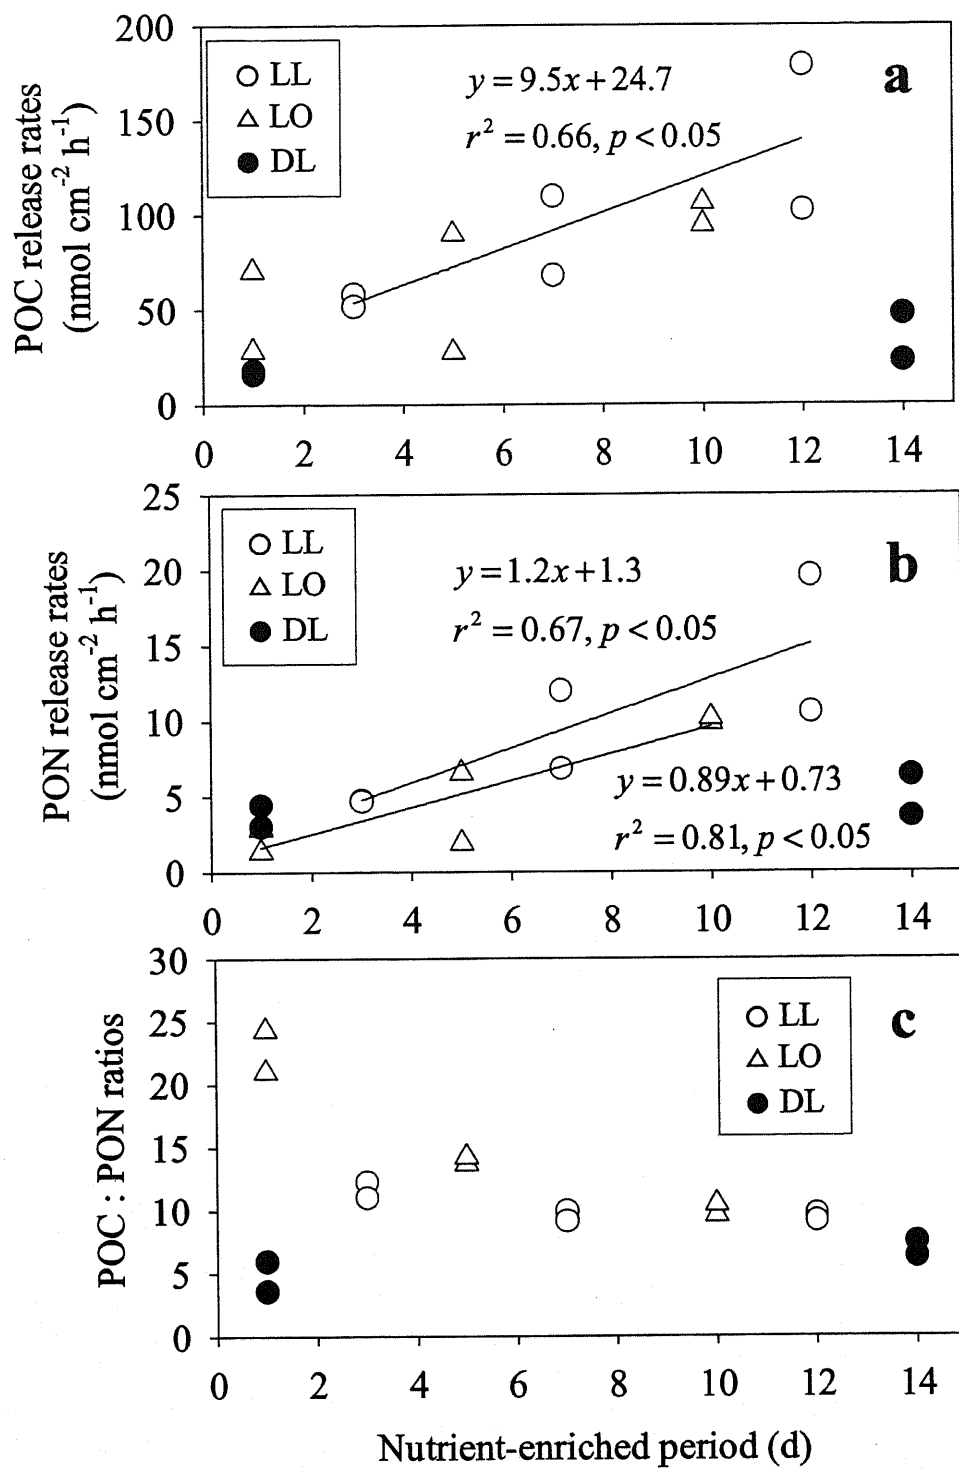 200
150
100
50
0
POC release rates
(nmol cm⁻² h⁻¹)
LL
LO
DL
y = 9.5x + 24.7
r² = 0.66, p < 0.05
a
0 2 4 6 8 10 12 14
25
20
15
10
5
0
PON release rates
(nmol cm⁻² h⁻¹)
LL
LO
DL
y = 1.2x + 1.3
r² = 0.67, p < 0.05
b
y = 0.89x + 0.73
r² = 0.81, p < 0.05
0 2 4 6 8 10 12 14
30
25
20
15
10
5
0
POC : PON ratios
LL
LO
DL
c
0 2 4 6 8 10 12 14
Nutrient-enriched period (d)